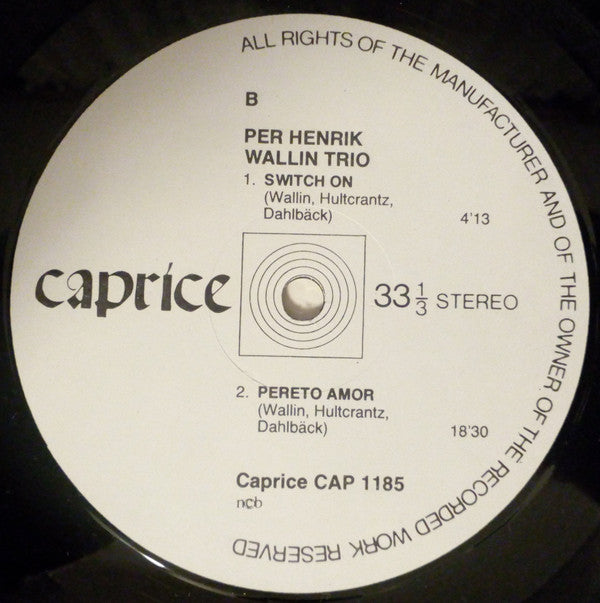 ALL RIGHTS OF THE MANUFACTURER AND OF THE OWNER OF THE RECORDED WORK RESERVED
B
PER HENRIK
WALLIN TRIO
1. SWITCH ON
(Wallin, Hultcrantz,
Dahlbäck) 4'13
caprice
33 1/3 STEREO
2. PERETO AMOR
(Wallin, Hultcrantz,
Dahlbäck) 18'30
Caprice CAP 1185
ncb